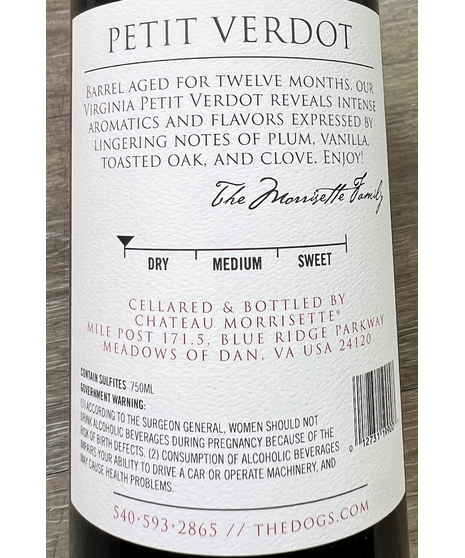 PETIT VERDOT
BARREL AGED FOR TWELVE MONTHS, OUR
VIRGINIA PETIT VERDOT REVEALS INTENSE
AROMATICS AND FLAVORS EXPRESSED BY
LINGERING NOTES OF PLUM, VANILLA,
TOASTED OAK, AND CLOVE. ENJOY!
The Morrisette Family
DRY MEDIUM SWEET
CELLARED & BOTTLED BY
CHATEAU MORRISETTE®
MILE POST 171.5, BLUE RIDGE PARKWAY
MEADOWS OF DAN, VA USA 24120
CONTAIN SULFITES 750ML
GOVERNMENT WARNING:
(1) ACCORDING TO THE SURGEON GENERAL, WOMEN SHOULD NOT
DRINK ALCOHOLIC BEVERAGES DURING PREGNANCY BECAUSE OF THE
RISK OF BIRTH DEFECTS. (2) CONSUMPTION OF ALCOHOLIC BEVERAGES
IMPAIRS YOUR ABILITY TO DRIVE A CAR OR OPERATE MACHINERY, AND
MAY CAUSE HEALTH PROBLEMS.
540·593·2865 // THEDOGS.COM